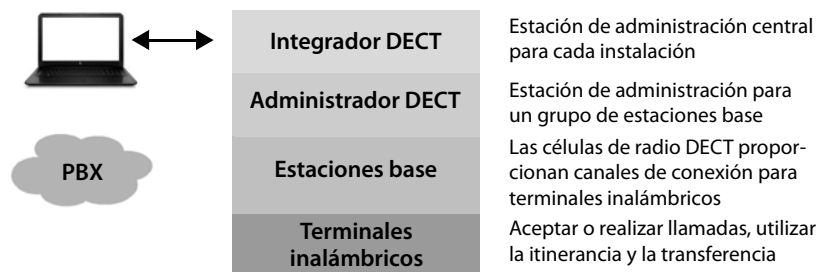 Integrador DECT
Estación de administración central
para cada instalación
Administrador DECT
Estación de administración para
un grupo de estaciones base
PBX
Estaciones base
Las células de radio DECT propor-
cionan canales de conexión para
terminales inalámbricos
Terminales
inalámbricos
Aceptar o realizar llamadas, utilizar
la itinerancia y la transferencia